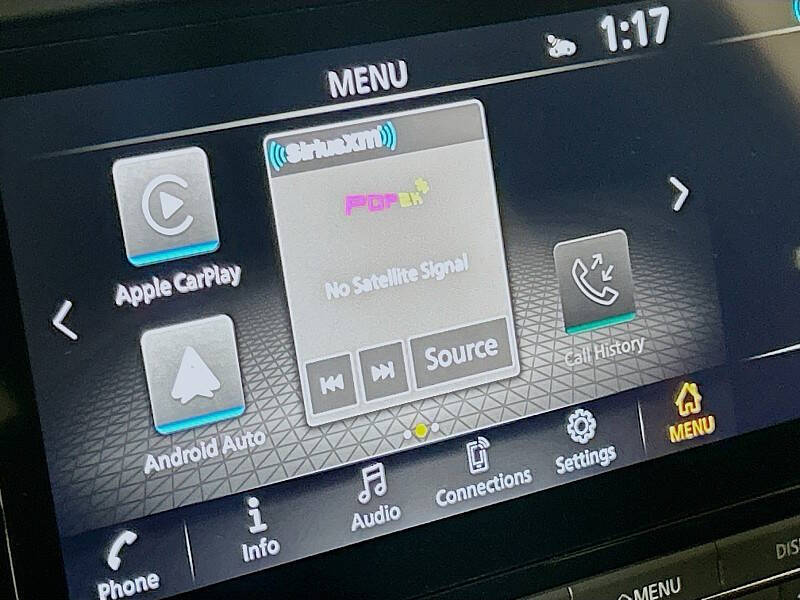 1:17
MENU
SiriusXM
POP2K
Apple CarPlay
No Satellite Signal
Source
Call History
Android Auto
Phone
Info
Audio
Connections
Settings
MENU
MENU